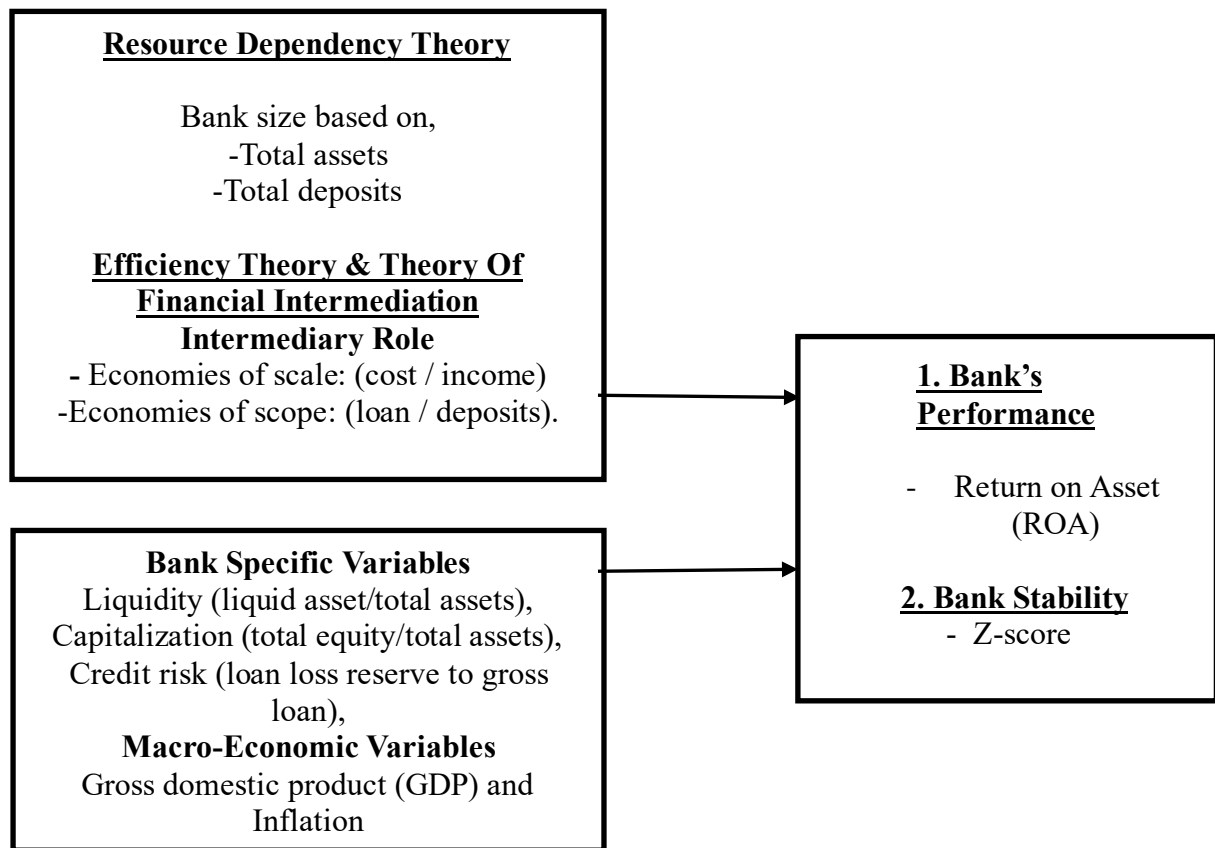 Resource Dependency Theory
Bank size based on,
-Total assets
-Total deposits
Efficiency Theory & Theory Of
Financial Intermediation
Intermediary Role
- Economies of scale: (cost / income)
-Economies of scope: (loan / deposits).
Bank Specific Variables
Liquidity (liquid asset/total assets),
Capitalization (total equity/total assets),
Credit risk (loan loss reserve to gross
loan),
Macro-Economic Variables
Gross domestic product (GDP) and
Inflation
1. Bank’s
Performance
- Return on Asset
(ROA)
2. Bank Stability
- Z-score